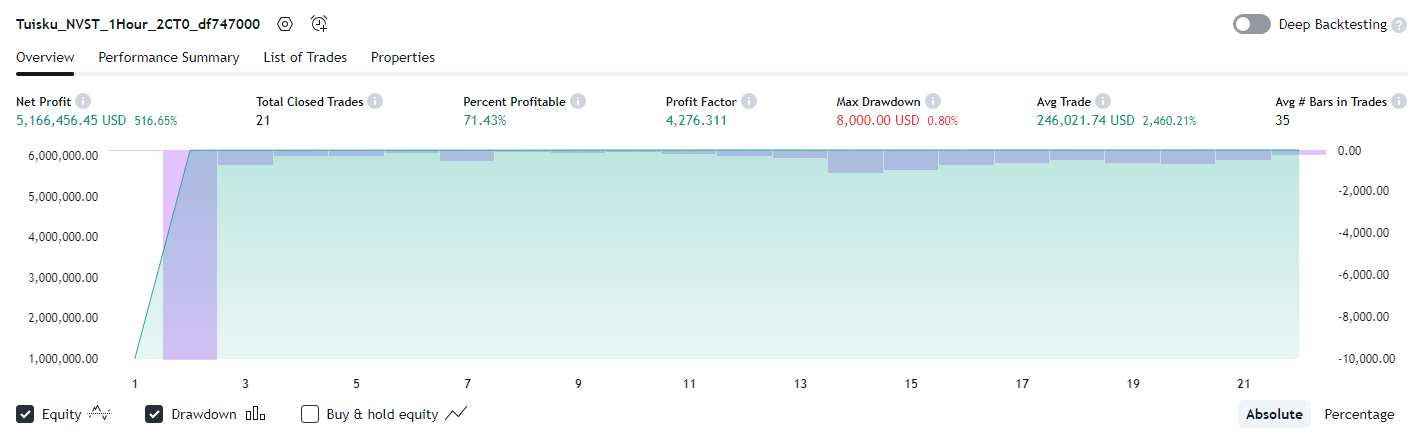 Tuisku_NVST_1Hour_2CT0_df747000
Deep Backtesting ?
Overview Performance Summary List of Trades Properties
Net Profit Total Closed Trades Percent Profitable Profit Factor Max Drawdown Avg Trade Avg # Bars in Trades
5,166,456.45 USD 516.65% 21 71.43% 4,276.311 8,000.00 USD 0.80% 246,021.74 USD 2,460.21% 35
6,000,000.00 0.00
5,000,000.00 -2,000.00
4,000,000.00 -4,000.00
3,000,000.00 -6,000.00
2,000,000.00 -8,000.00
1,000,000.00 -10,000.00
1 3 5 7 9 11 13 15 17 19 21
Equity Drawdown Buy & hold equity Absolute Percentage